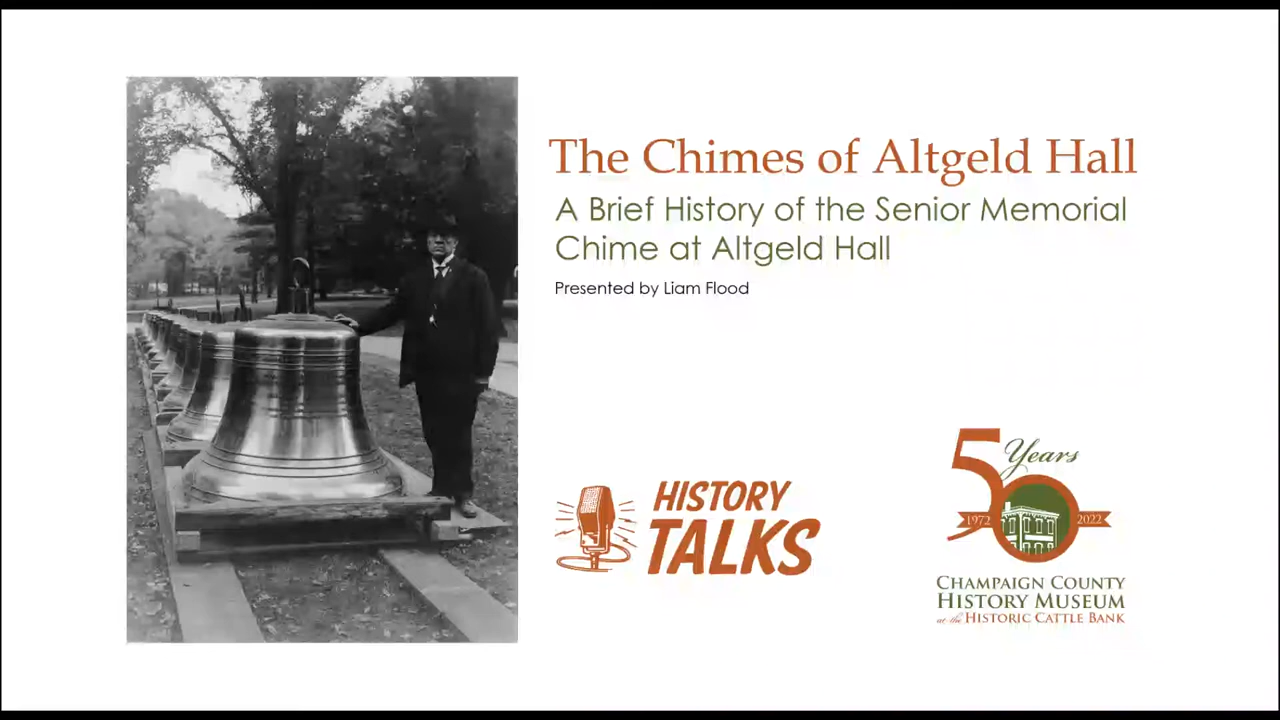 The Chimes of Altgeld Hall
A Brief History of the Senior Memorial
Chime at Altgeld Hall
Presented by Liam Flood
HISTORY
TALKS
50 Years
1972 2022
CHAMPAIGN COUNTY
HISTORY MUSEUM
at the HISTORIC CATTLE BANK